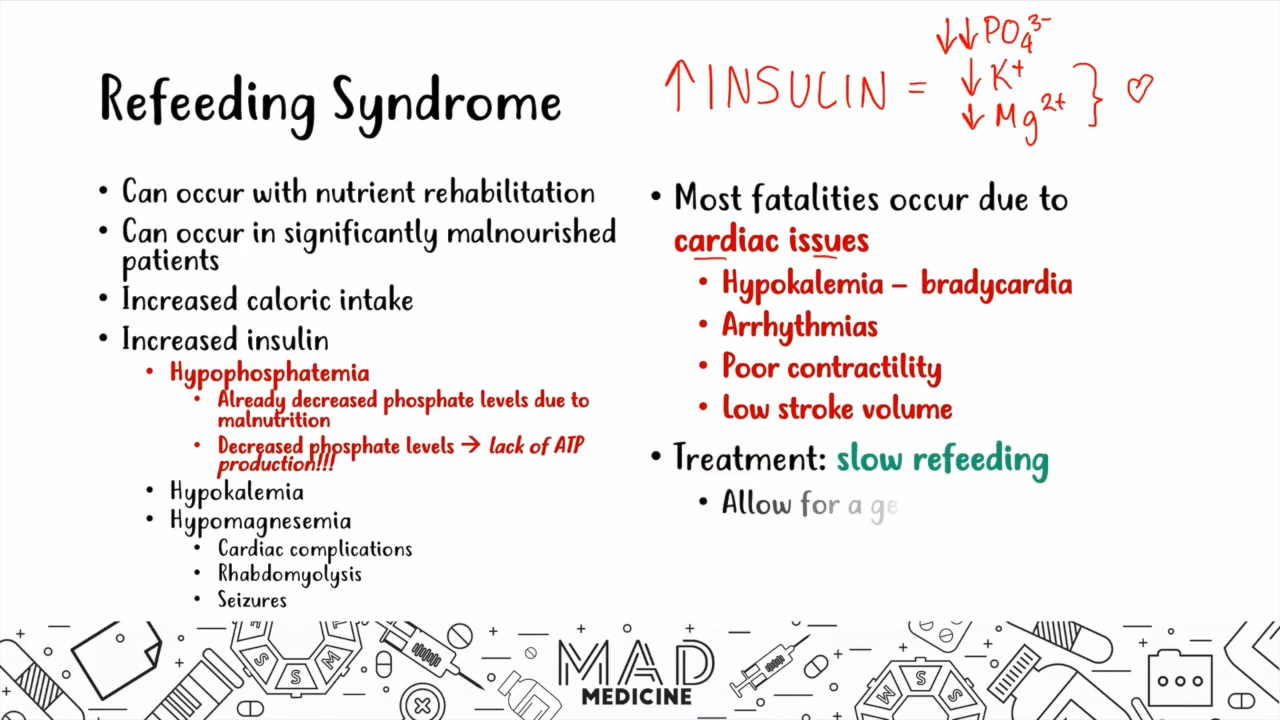 Refeeding Syndrome
↑ INSULIN =
↓↓ PO₄³⁻
↓ K⁺
↓ Mg²⁺ } ♡
• Can occur with nutrient rehabilitation
• Can occur in significantly malnourished
patients
• Increased caloric intake
• Increased insulin
• Hypophosphatemia
• Already decreased phosphate levels due to
malnutrition
• Decreased phosphate levels → lack of ATP
production!!!
• Hypokalemia
• Hypomagnesemia
• Cardiac complications
• Rhabdomyolysis
• Seizures
• Most fatalities occur due to
cardiac issues
• Hypokalemia – bradycardia
• Arrhythmias
• Poor contractility
• Low stroke volume
• Treatment: slow refeeding
• Allow for a ge
MAD
MEDICINE
S
S
M
M
S
S